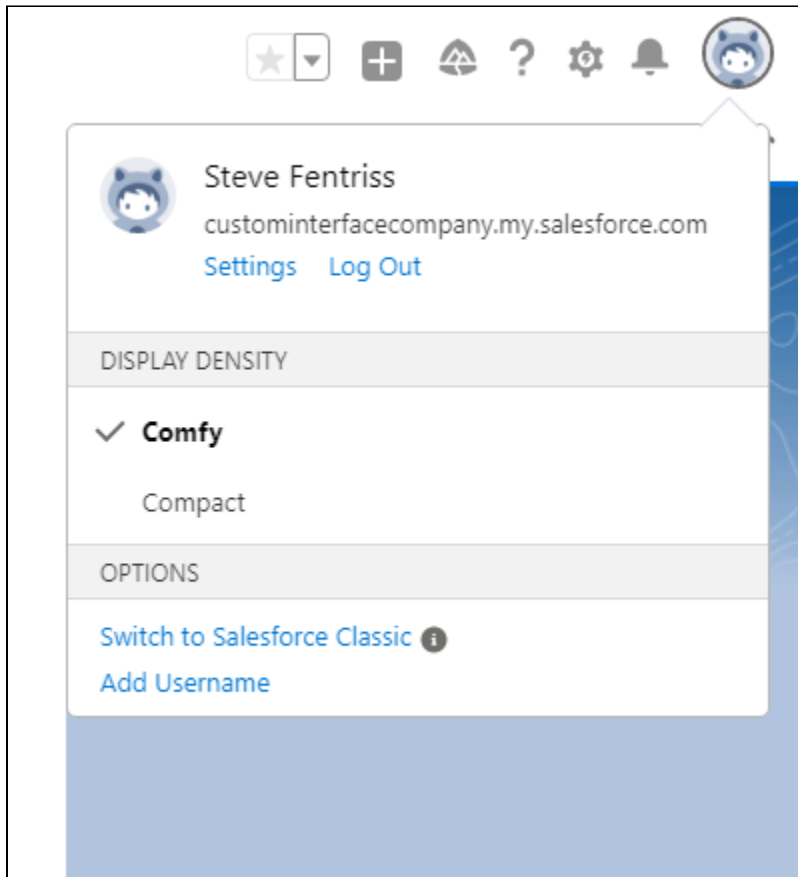 Steve Fentriss
custominterfacecompany.my.salesforce.com
Settings Log Out
DISPLAY DENSITY
Comfy
Compact
OPTIONS
Switch to Salesforce Classic
Add Username